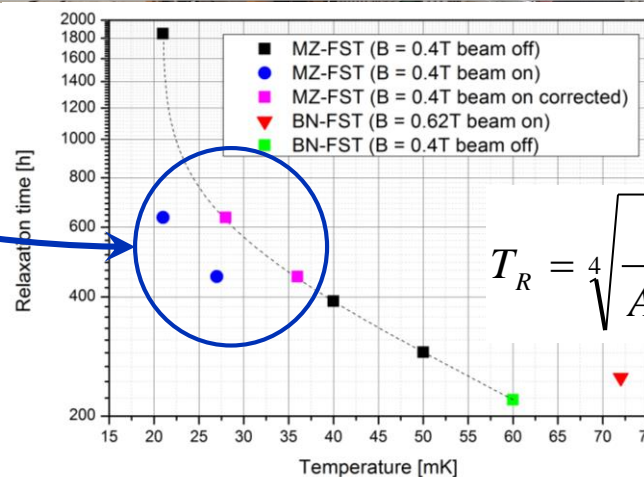 2000
1800
1600
1400
1200
1000
800
600
400
200
Relaxation time [h]
MZ-FST (B = 0.4T beam off)
MZ-FST (B = 0.4T beam on)
MZ-FST (B = 0.4T beam on corrected)
BN-FST (B = 0.62T beam on)
BN-FST (B = 0.4T beam off)
T_R = ⁴√ A
15 20 25 30 35 40 45 50 55 60 65 70
Temperature [mK]